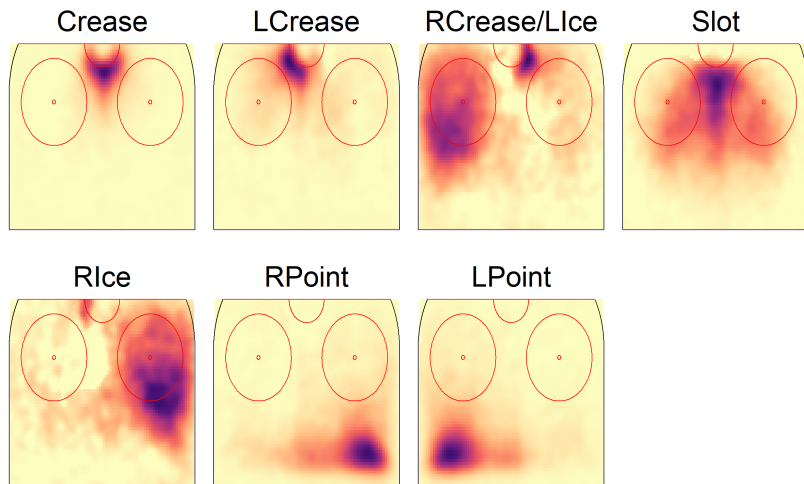 Crease
LCrease
RCrease/LIce
Slot
RIce
RPoint
LPoint